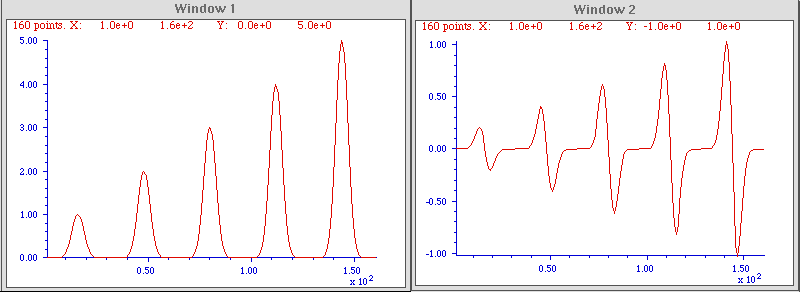 Window 1
160 points. X: 1.0e+0 1.6e+2 Y: 0.0e+0 5.0e+0
5.00
4.00
3.00
2.00
1.00
0.00
0.50 1.00 1.50
x 10²
Window 2
160 points. X: 1.0e+0 1.6e+2 Y: -1.0e+0 1.0e+0
1.00
0.50
0.00
-0.50
-1.00
0.50 1.00 1.50
x 10²